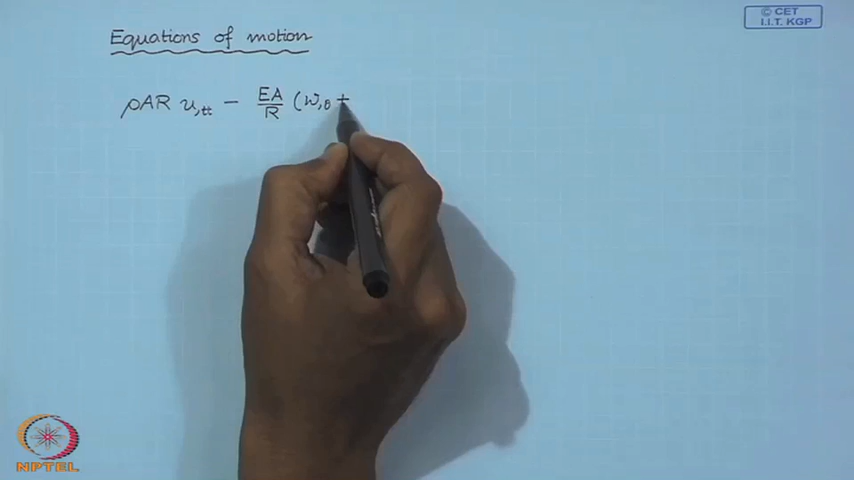 © CET
I.I.T. KGP
Equations of motion
ρAR u,tt − EA/R (w,θ +
NPTEL